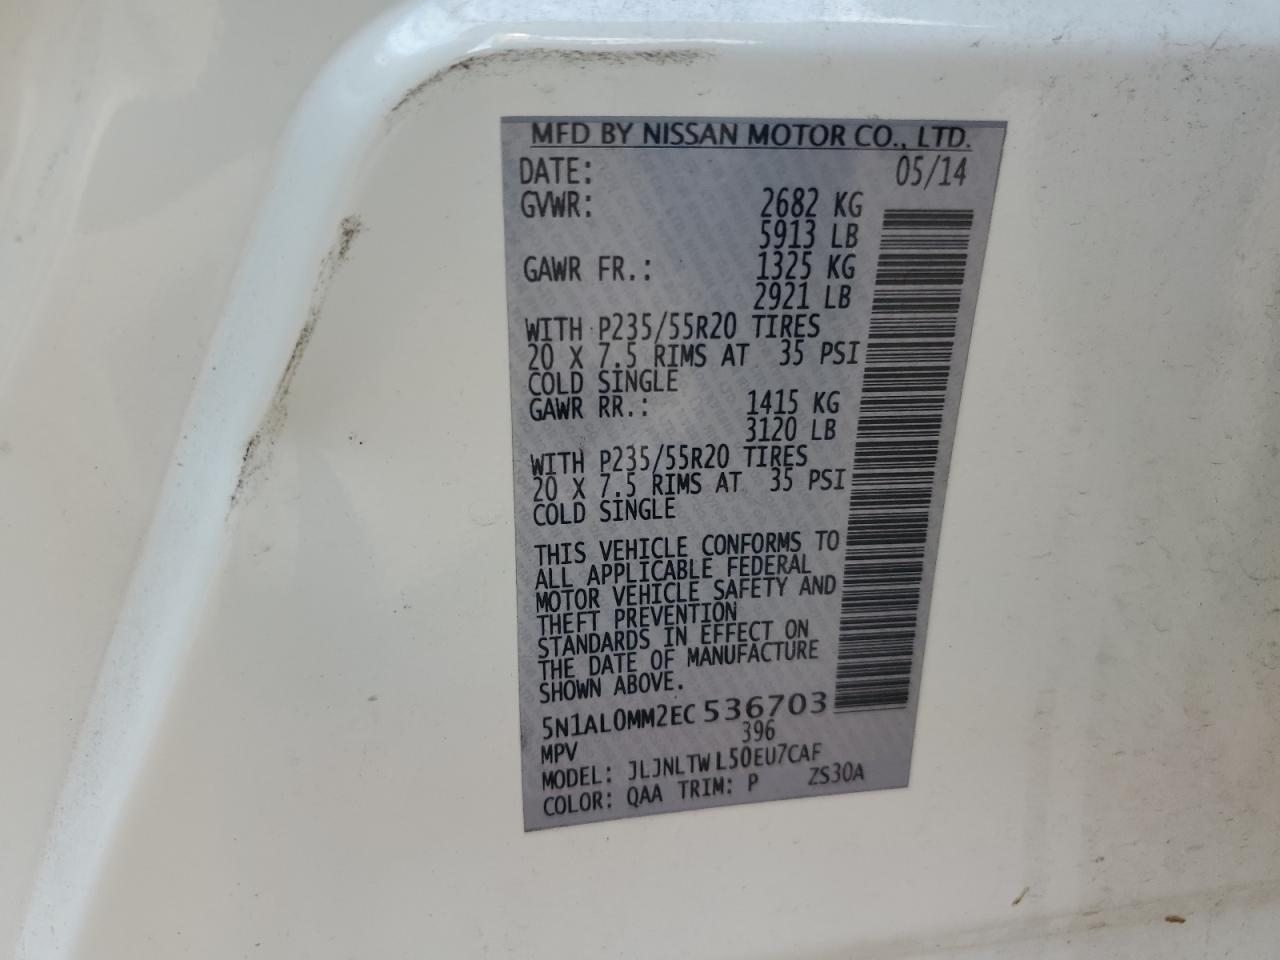 MFD BY NISSAN MOTOR CO., LTD.
DATE: 05/14
GVWR: 2682 KG
5913 LB
GAWR FR.: 1325 KG
2921 LB
WITH P235/55R20 TIRES
20 X 7.5 RIMS AT 35 PSI
COLD SINGLE
GAWR RR.: 1415 KG
3120 LB
WITH P235/55R20 TIRES
20 X 7.5 RIMS AT 35 PSI
COLD SINGLE
THIS VEHICLE CONFORMS TO
ALL APPLICABLE FEDERAL
MOTOR VEHICLE SAFETY AND
THEFT PREVENTION
STANDARDS IN EFFECT ON
THE DATE OF MANUFACTURE
SHOWN ABOVE.
5N1AL0MM2EC536703
MPV 396
MODEL: JLJNLTWL50EU7CAF
COLOR: QAA TRIM: P ZS30A